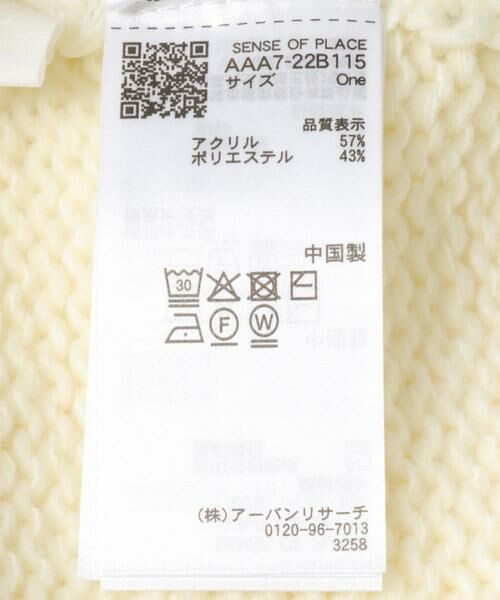 SENSE OF PLACE
AAA7-22B115
サイズ One
品質表示
アクリル 57%
ポリエステル 43%
中国製
30
F W
(株)アーバンリサーチ
0120-96-7013
3258